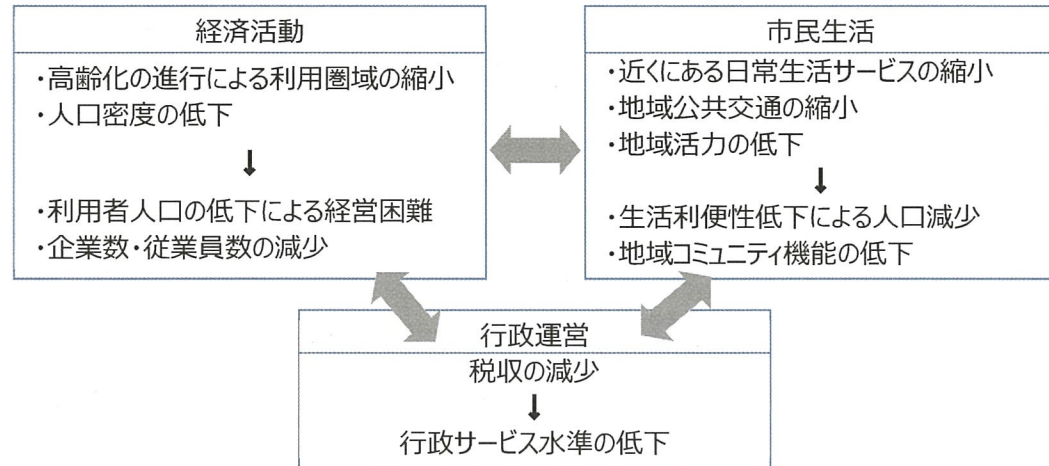 経済活動
・高齢化の進行による利用圏域の縮小
・人口密度の低下
↓
・利用者人口の低下による経営困難
・企業数・従業員数の減少
市民生活
・近くにある日常生活サービスの縮小
・地域公共交通の縮小
・地域活力の低下
↓
・生活利便性低下による人口減少
・地域コミュニティ機能の低下
行政運営
税収の減少
↓
行政サービス水準の低下